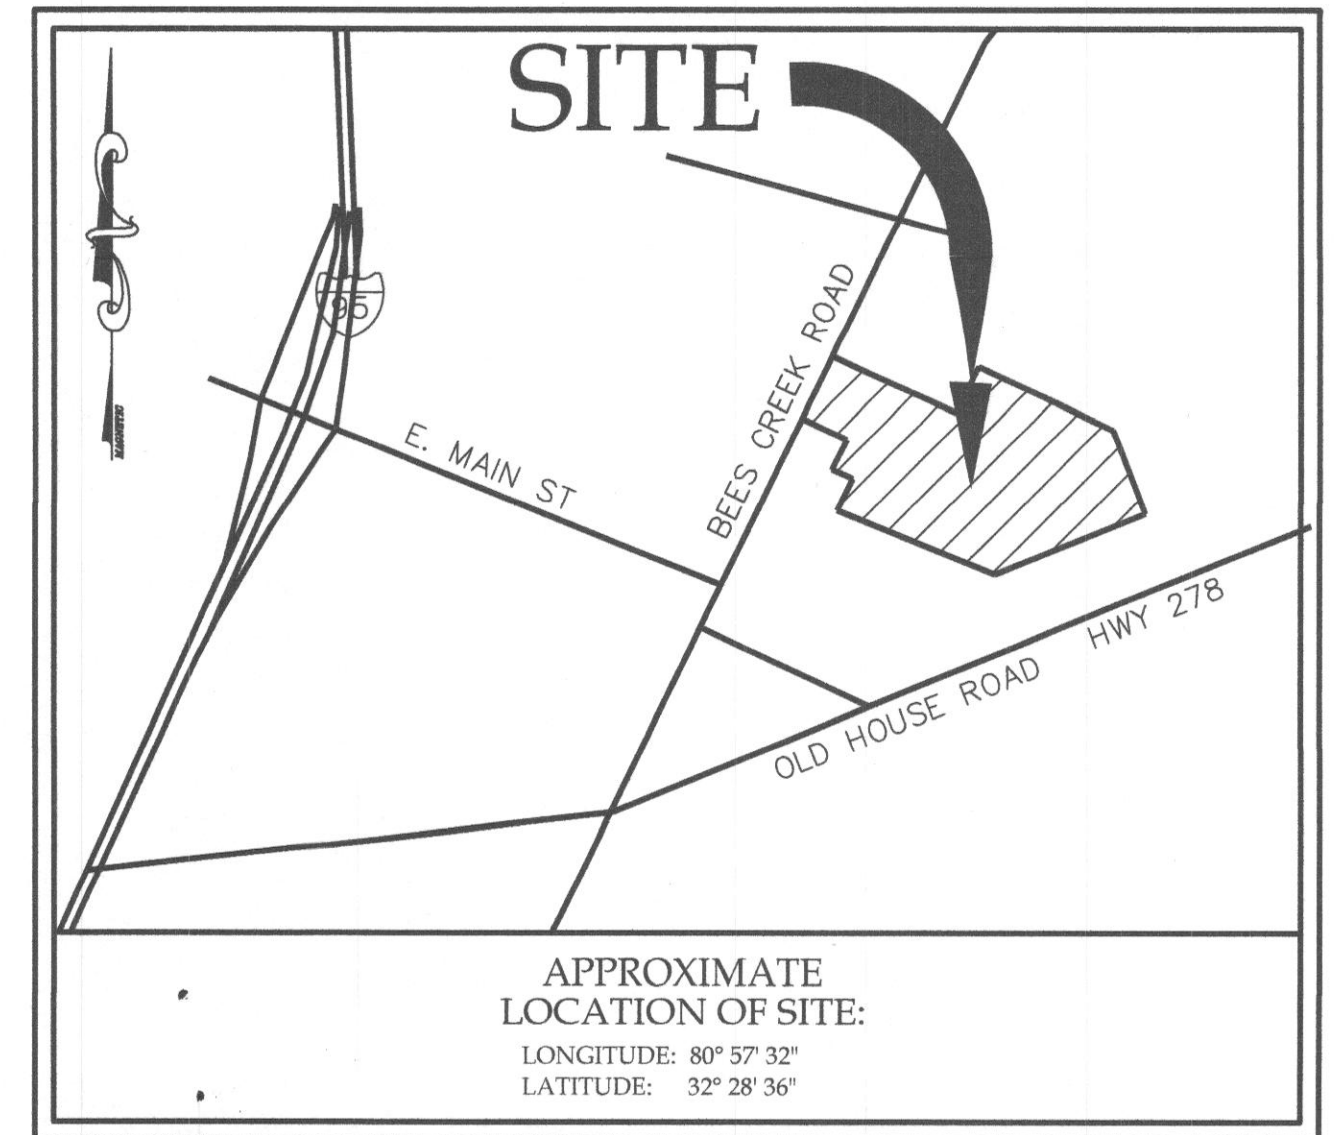 SITE
95
E. MAIN ST
BEES CREEK ROAD
OLD HOUSE ROAD HWY 278
APPROXIMATE
LOCATION OF SITE:
LONGITUDE: 80° 57' 32"
LATITUDE: 32° 28' 36"